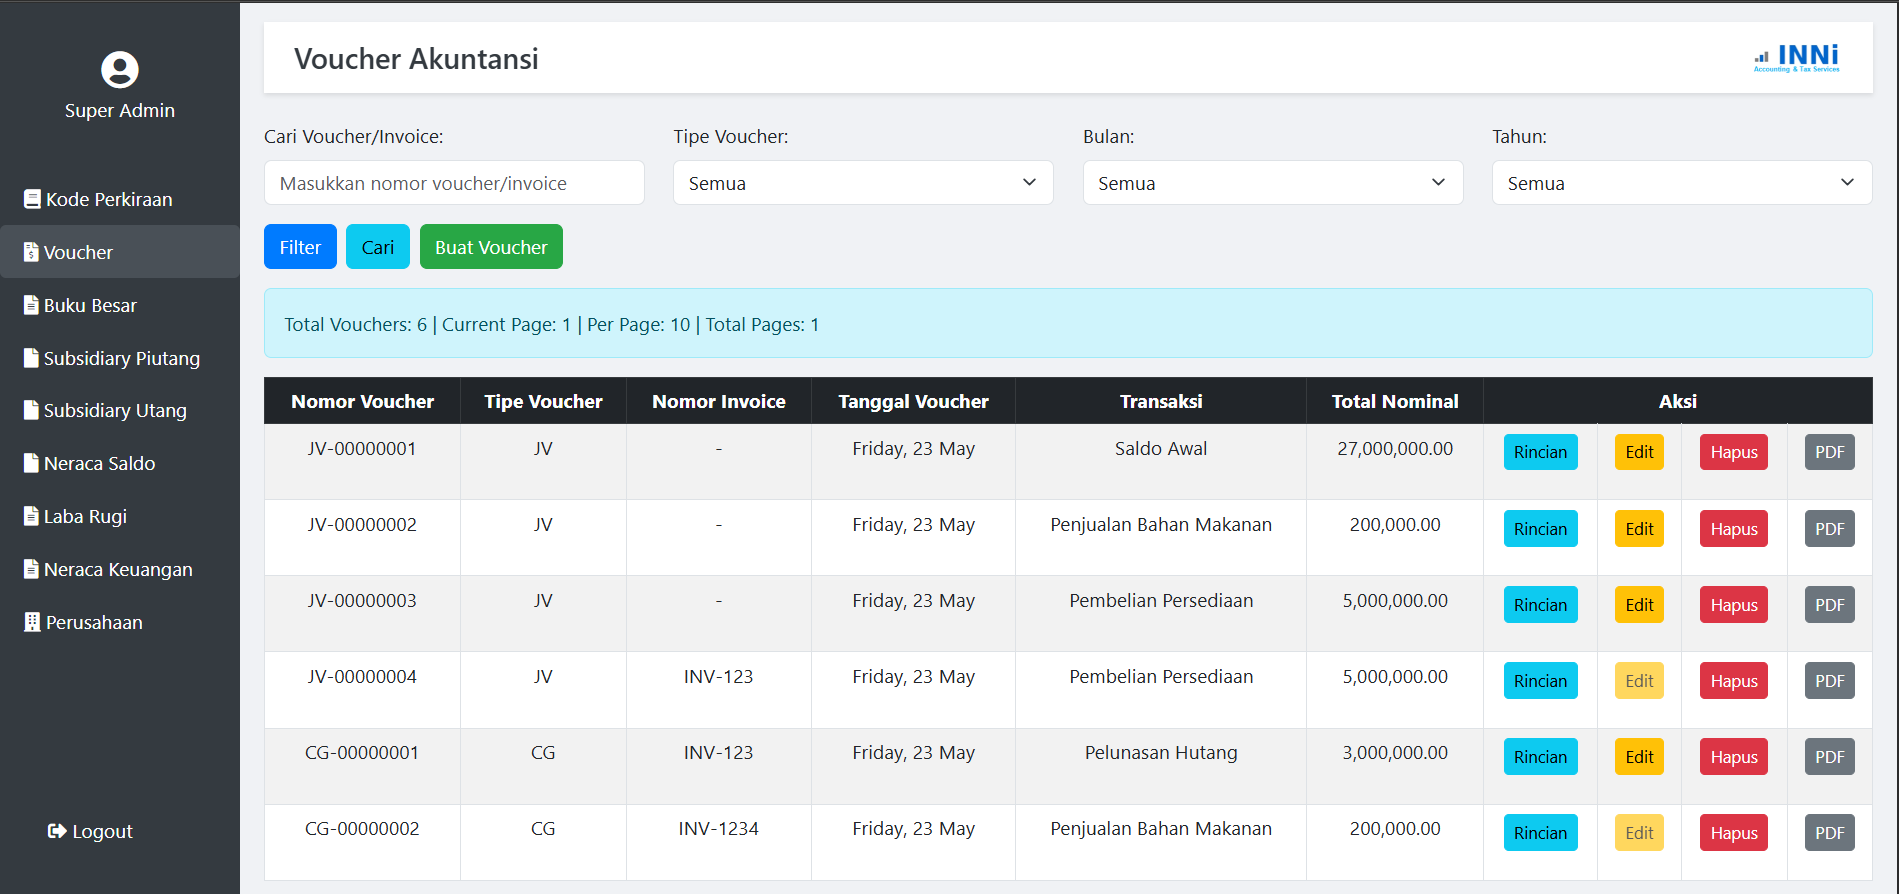 Super Admin
Kode Perkiraan
Voucher
Buku Besar
Subsidiary Piutang
Subsidiary Utang
Neraca Saldo
Laba Rugi
Neraca Keuangan
Perusahaan
Logout
Voucher Akuntansi
INNi
Accounting & Tax Services
Cari Voucher/Invoice: Tipe Voucher: Bulan: Tahun:
Masukkan nomor voucher/invoice Semua Semua Semua
Filter Cari Buat Voucher
Total Vouchers: 6 | Current Page: 1 | Per Page: 10 | Total Pages: 1
Nomor Voucher Tipe Voucher Nomor Invoice Tanggal Voucher Transaksi Total Nominal Aksi
JV-00000001 JV - Friday, 23 May Saldo Awal 27,000,000.00 Rincian Edit Hapus PDF
JV-00000002 JV - Friday, 23 May Penjualan Bahan Makanan 200,000.00 Rincian Edit Hapus PDF
JV-00000003 JV - Friday, 23 May Pembelian Persediaan 5,000,000.00 Rincian Edit Hapus PDF
JV-00000004 JV INV-123 Friday, 23 May Pembelian Persediaan 5,000,000.00 Rincian Edit Hapus PDF
CG-00000001 CG INV-123 Friday, 23 May Pelunasan Hutang 3,000,000.00 Rincian Edit Hapus PDF
CG-00000002 CG INV-1234 Friday, 23 May Penjualan Bahan Makanan 200,000.00 Rincian Edit Hapus PDF